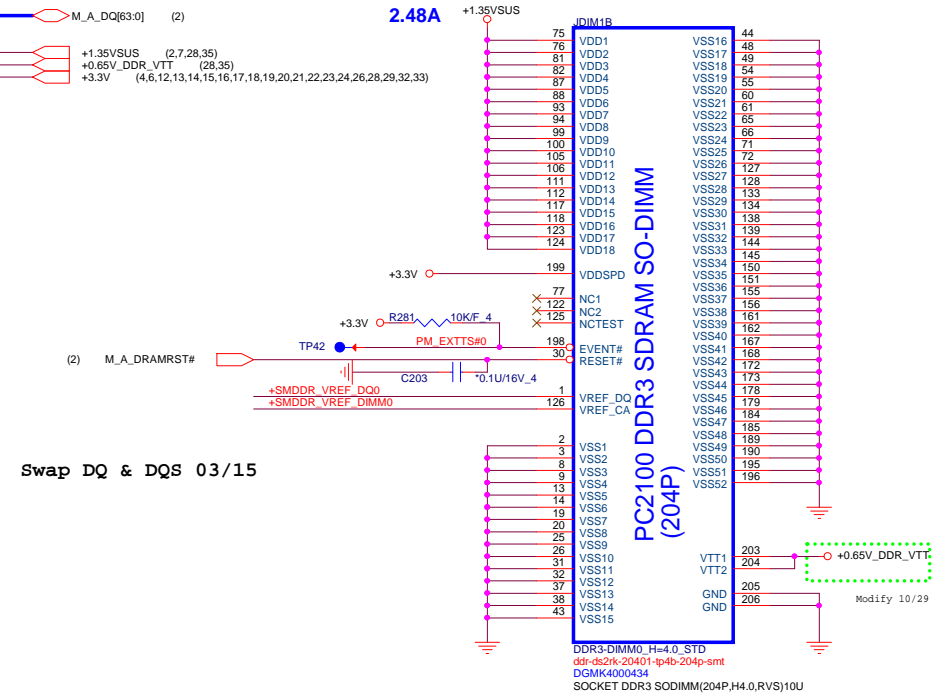 M_A_DQ[63:0] (2)
+1.35VSUS (2,7,28,35)
+0.65V_DDR_VTT (28,35)
+3.3V (4,6,12,13,14,15,16,17,18,19,20,21,22,23,24,26,28,29,32,33)
2.48A
+1.35VSUS
JDIM1B
75 VDD1
76 VDD2
81 VDD3
82 VDD4
87 VDD5
88 VDD6
93 VDD7
94 VDD8
99 VDD9
100 VDD10
105 VDD11
106 VDD12
111 VDD13
112 VDD14
117 VDD15
118 VDD16
123 VDD17
124 VDD18
+3.3V 199 VDDSPD
77 NC1
122 NC2
125 NCTEST
+3.3V R281 10K/F_4
TP42 PM_EXTTS#0 198 EVENT#
(2) M_A_DRAMRST# 30 RESET#
C203 *0.1U/16V_4
+SMDDR_VREF_DQ0 1 VREF_DQ
+SMDDR_VREF_DIMM0 126 VREF_CA
2 VSS1
3 VSS2
8 VSS3
9 VSS4
13 VSS5
14 VSS6
19 VSS7
20 VSS8
25 VSS9
26 VSS10
31 VSS11
32 VSS12
37 VSS13
38 VSS14
43 VSS15
Swap DQ & DQS 03/15
PC2100 DDR3 SDRAM SO-DIMM
(204P)
VSS16 44
VSS17 48
VSS18 49
VSS19 54
VSS20 55
VSS21 60
VSS22 61
VSS23 65
VSS24 66
VSS25 71
VSS26 72
VSS27 127
VSS28 128
VSS29 133
VSS30 134
VSS31 138
VSS32 139
VSS33 144
VSS34 145
VSS35 150
VSS36 151
VSS37 155
VSS38 156
VSS39 161
VSS40 162
VSS41 167
VSS42 168
VSS43 172
VSS44 173
VSS45 178
VSS46 179
VSS47 184
VSS48 185
VSS49 189
VSS50 190
VSS51 195
VSS52 196
VTT1 203
VTT2 204
+0.65V_DDR_VTT
GND 205
GND 206
Modify 10/29
DDR3-DIMM0_H=4.0_STD
ddr-ds2rk-20401-tp4b-204p-smt
DGMK4000434
SOCKET DDR3 SODIMM(204P,H4.0,RVS)10U